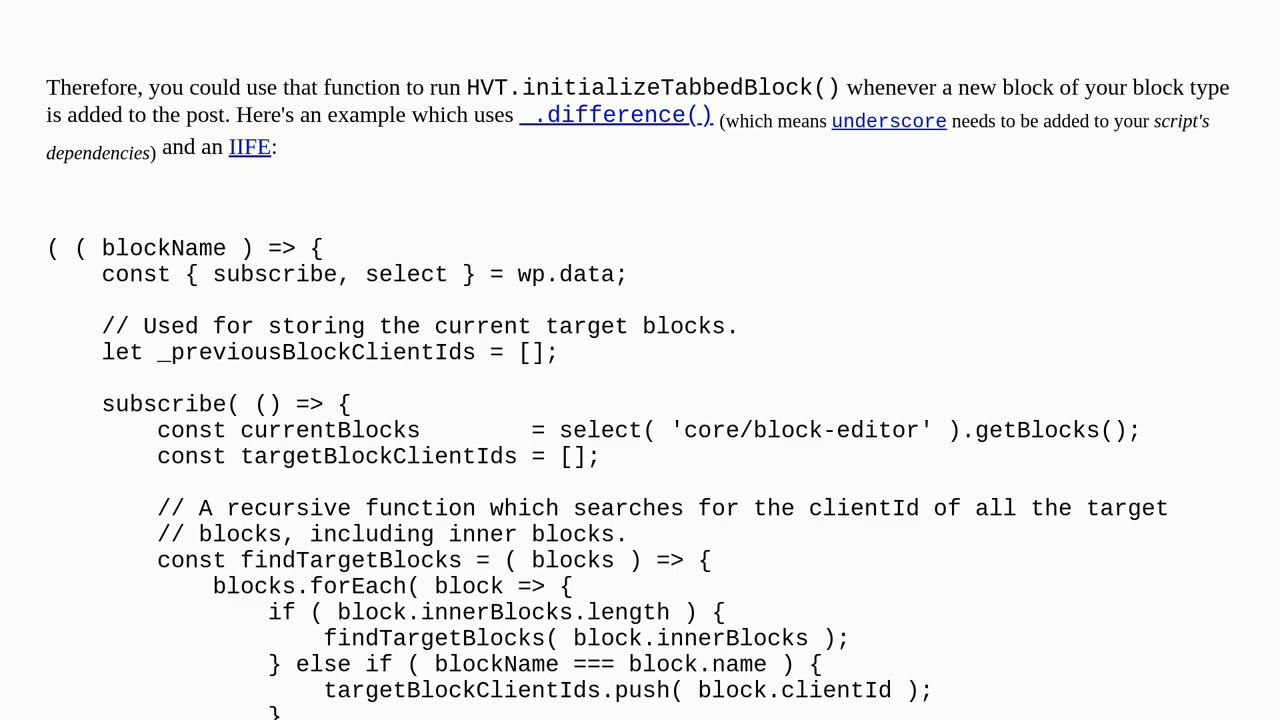 Therefore, you could use that function to run HVT.initializeTabbedBlock() whenever a new block of your block type
is added to the post. Here's an example which uses _.difference() (which means underscore needs to be added to your script's
dependencies) and an IIFE:
( ( blockName ) => {
    const { subscribe, select } = wp.data;
    // Used for storing the current target blocks.
    let _previousBlockClientIds = [];
    subscribe( () => {
        const currentBlocks        = select( 'core/block-editor' ).getBlocks();
        const targetBlockClientIds = [];
        // A recursive function which searches for the clientId of all the target
        // blocks, including inner blocks.
        const findTargetBlocks = ( blocks ) => {
            blocks.forEach( block => {
                if ( block.innerBlocks.length ) {
                    findTargetBlocks( block.innerBlocks );
                } else if ( blockName === block.name ) {
                    targetBlockClientIds.push( block.clientId );
                }